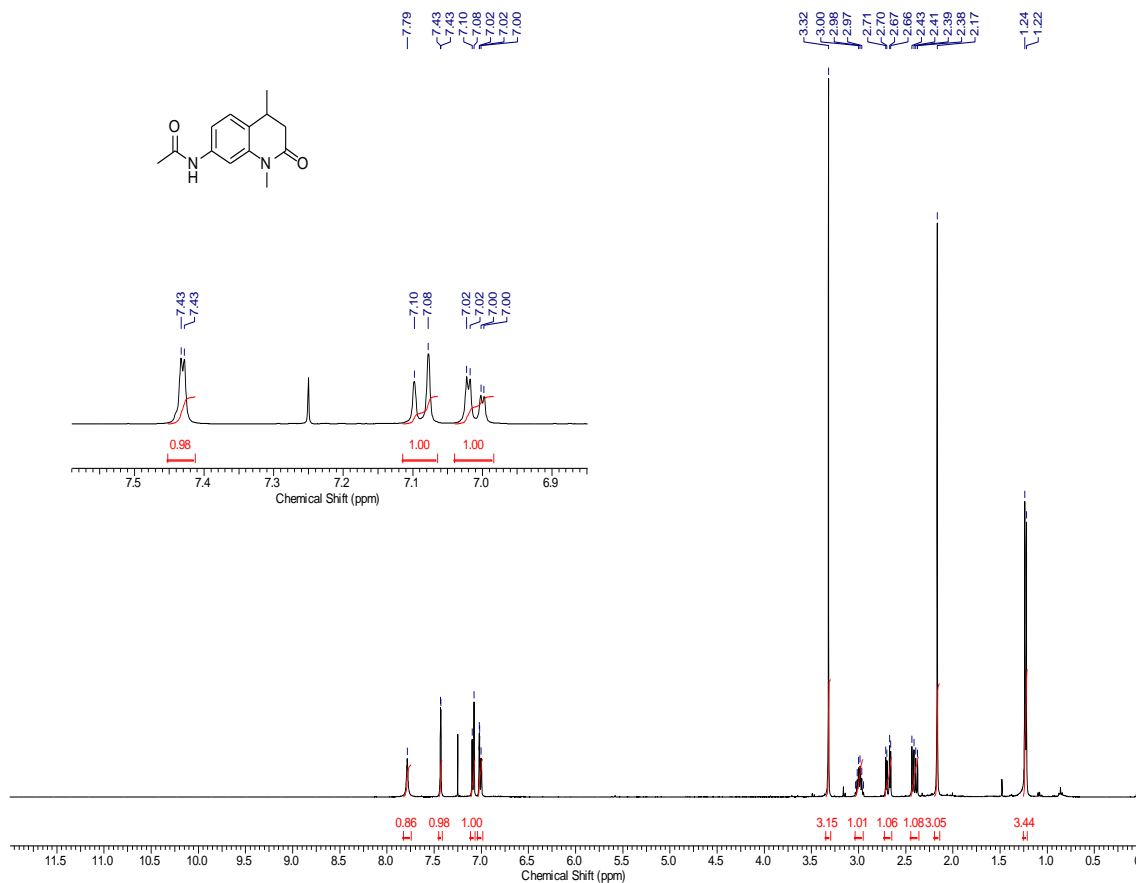 7.79 7.43 7.43 7.10 7.08 7.02 7.02 7.00 3.32 3.00 2.98 2.97 2.71 2.70 2.67 2.66 2.43 2.41 2.39 2.38 2.17 1.24 1.22
O
O
N
H
N
7.43 7.43 7.10 7.08 7.02 7.02 7.00 7.00
0.98 1.00 1.00
7.5 7.4 7.3 7.2 7.1 7.0 6.9
Chemical Shift (ppm)
0.86 0.98 1.00 3.15 1.01 1.06 1.08 3.05 3.44
11.5 11.0 10.5 10.0 9.5 9.0 8.5 8.0 7.5 7.0 6.5 6.0 5.5 5.0 4.5 4.0 3.5 3.0 2.5 2.0 1.5 1.0 0.5
Chemical Shift (ppm)